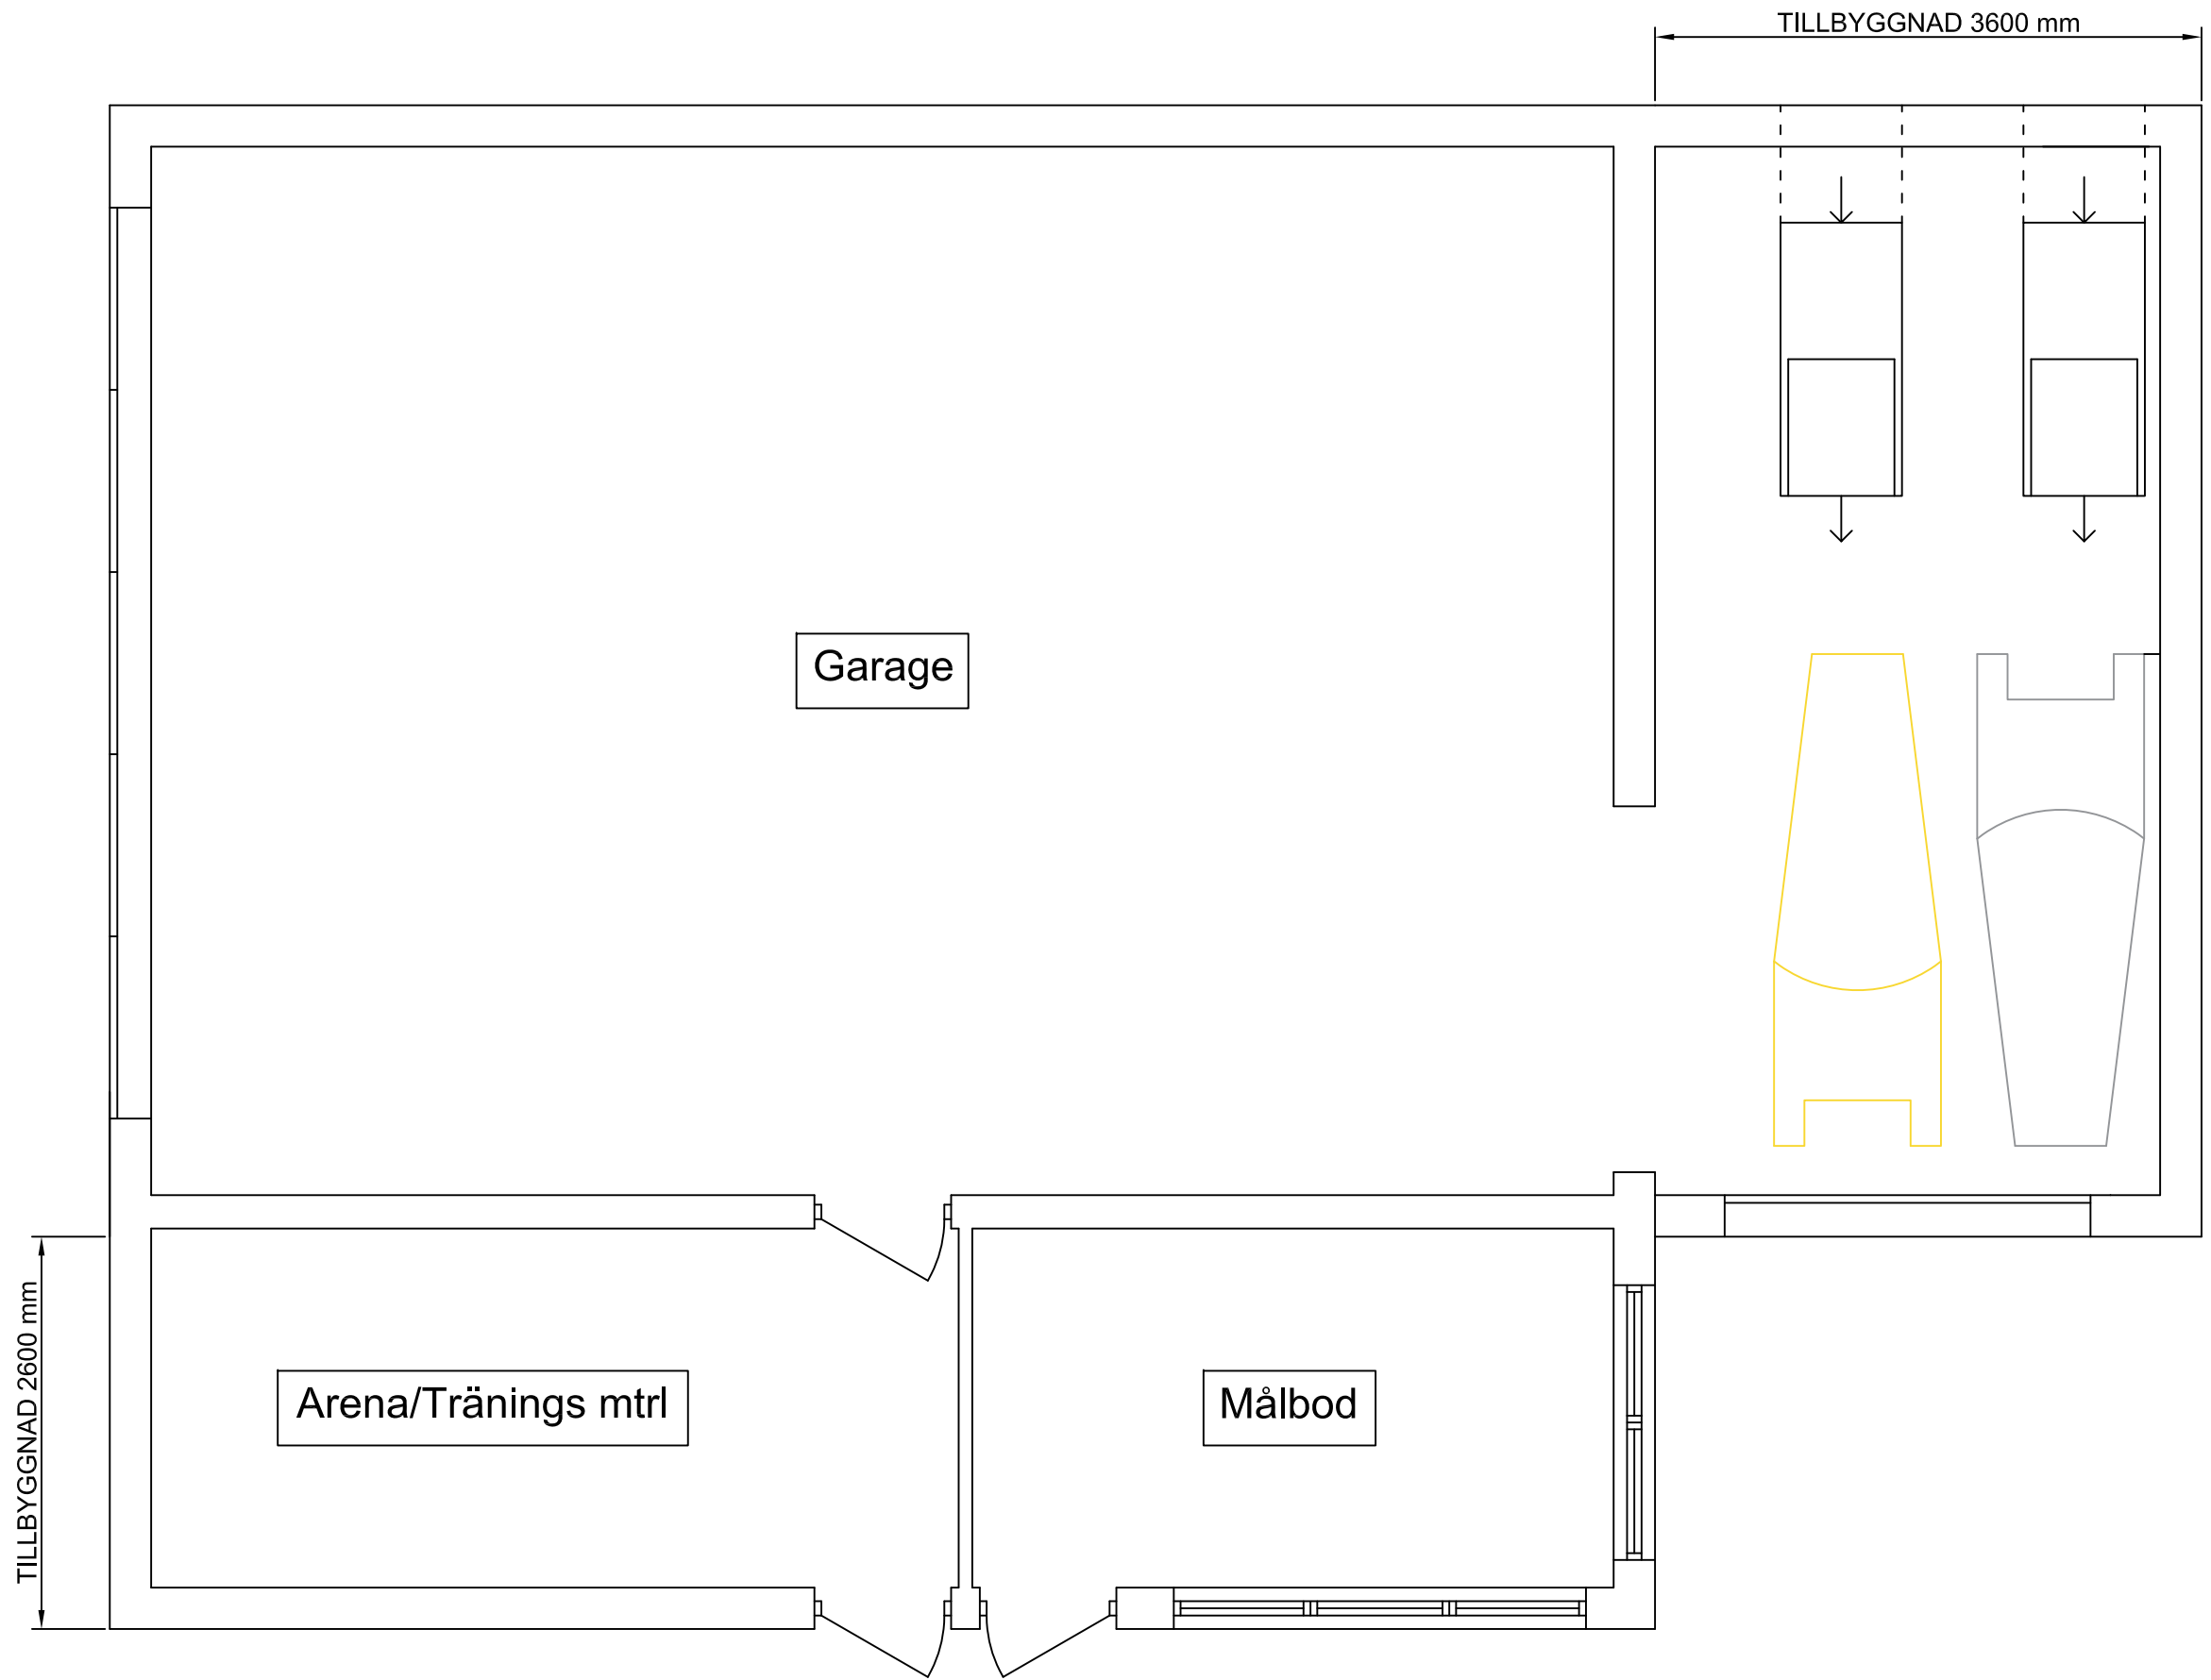 TILLBYGGNAD 3600 mm
Garage
TILLBYGGNAD 2600 mm
Arena/Tränings mtrl
Målbod